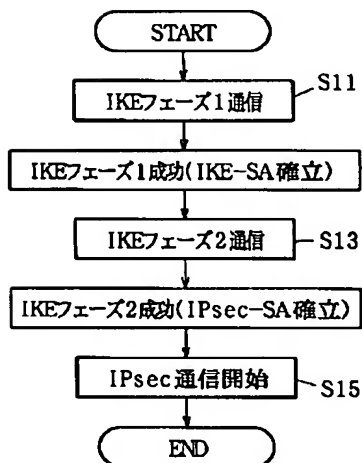 START
IKEフェーズ1通信
S11
IKEフェーズ1成功(IKE-SA確立)
IKEフェーズ2通信
S13
IKEフェーズ2成功(IPsec-SA確立)
IPsec通信開始
S15
END